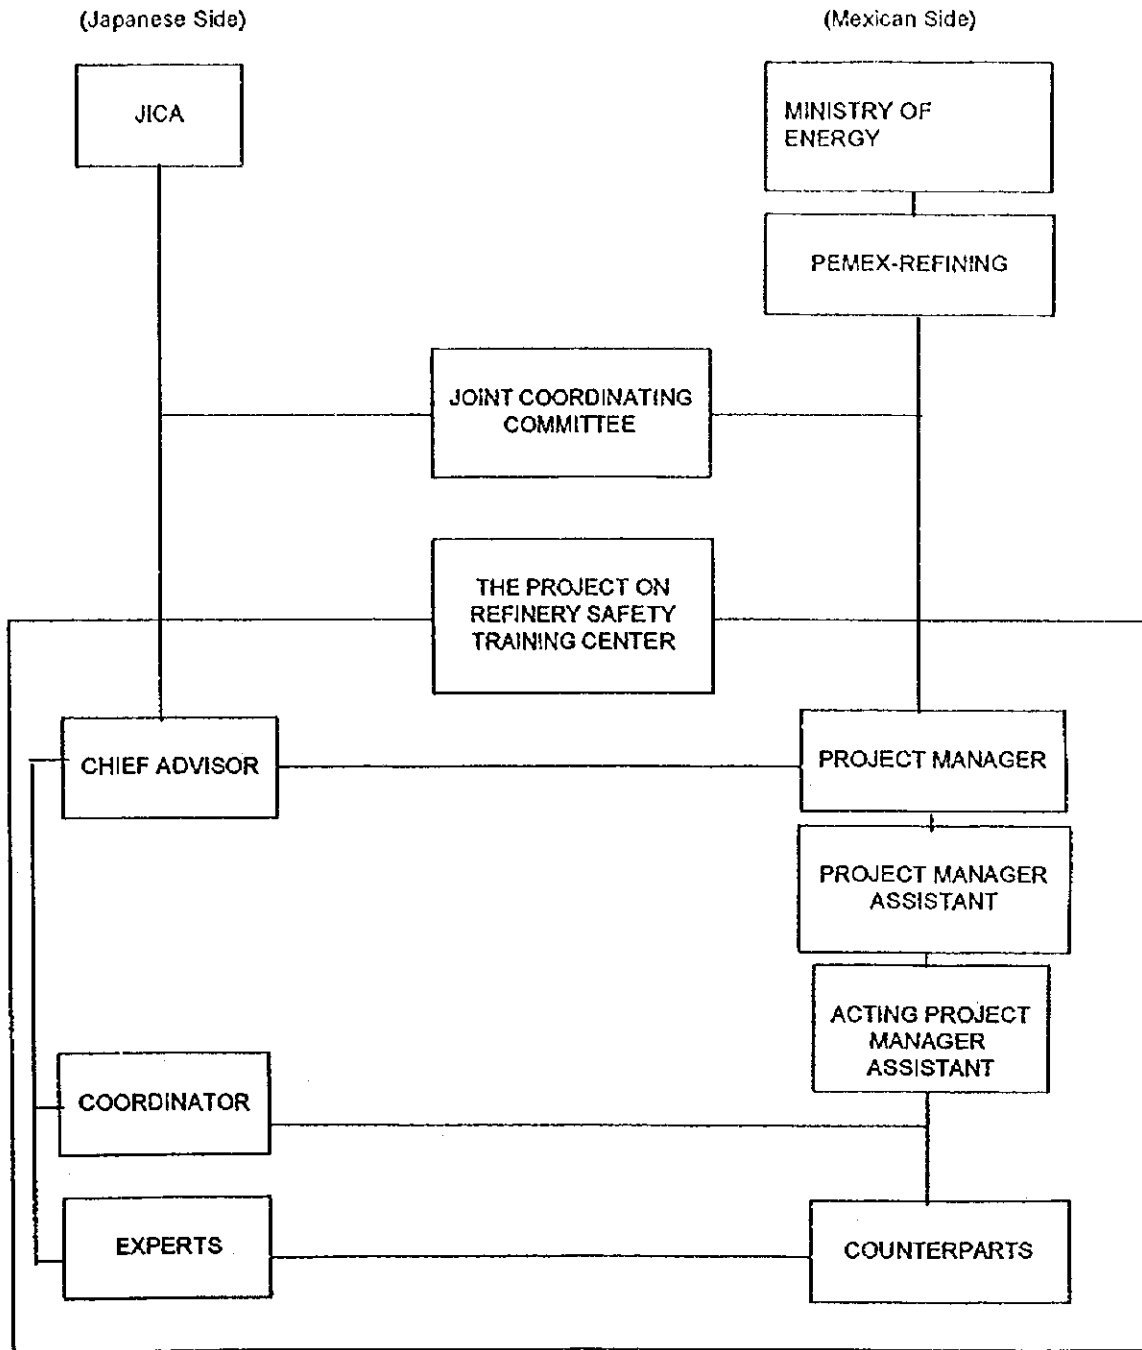 (Japanese Side)
(Mexican Side)
JICA
MINISTRY OF
ENERGY
PEMEX-REFINING
JOINT COORDINATING
COMMITTEE
THE PROJECT ON
REFINERY SAFETY
TRAINING CENTER
CHIEF ADVISOR
PROJECT MANAGER
PROJECT MANAGER
ASSISTANT
ACTING PROJECT
MANAGER
ASSISTANT
COORDINATOR
EXPERTS
COUNTERPARTS